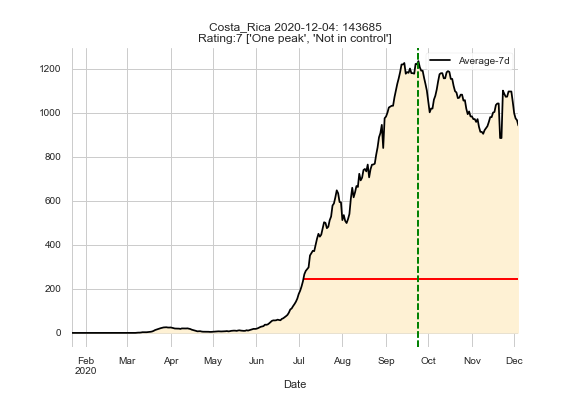 Costa_Rica 2020-12-04: 143685
Rating:7 ['One peak', 'Not in control']
Average-7d
1200
1000
800
600
400
200
0
Feb Mar Apr May Jun Jul Aug Sep Oct Nov Dec
2020
Date